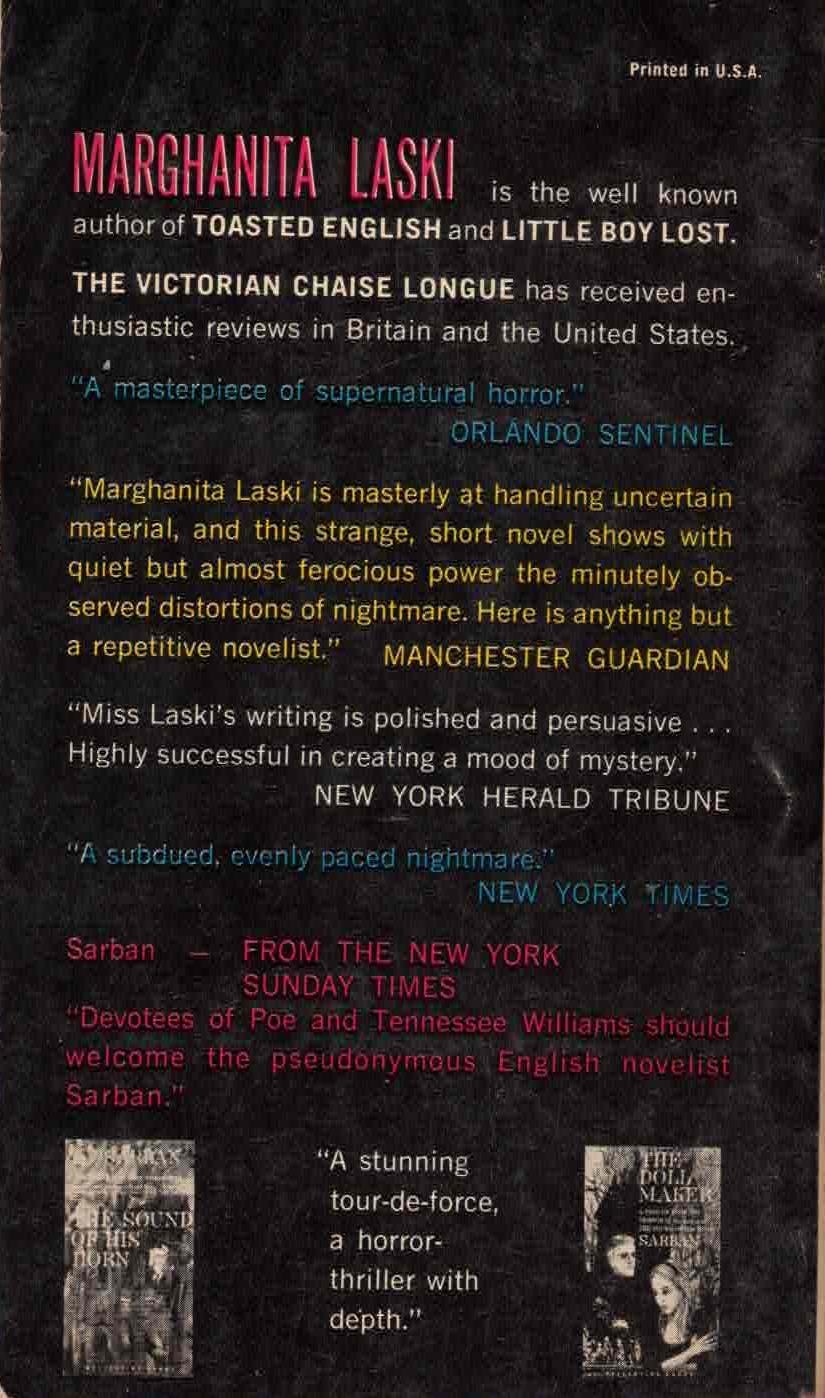 Printed in U.S.A.
MARGHANITA LASKI is the well known
author of TOASTED ENGLISH and LITTLE BOY LOST.
THE VICTORIAN CHAISE LONGUE has received en-
thusiastic reviews in Britain and the United States.
“A masterpiece of supernatural horror.”
ORLANDO SENTINEL
“Marghanita Laski is masterly at handling uncertain
material, and this strange, short novel shows with
quiet but almost ferocious power the minutely ob-
served distortions of nightmare. Here is anything but
a repetitive novelist.” MANCHESTER GUARDIAN
“Miss Laski's writing is polished and persuasive . . .
Highly successful in creating a mood of mystery.”
NEW YORK HERALD TRIBUNE
“A subdued, evenly paced nightmare.”
NEW YORK TIMES
Sarban — FROM THE NEW YORK
SUNDAY TIMES
“Devotees of Poe and Tennessee Williams should
welcome the pseudonymous English novelist
Sarban.”
THE SOUND
OF HIS
HORN
“A stunning
tour-de-force,
a horror-
thriller with
depth.”
THE
DOLL
MAKER
SARBAN